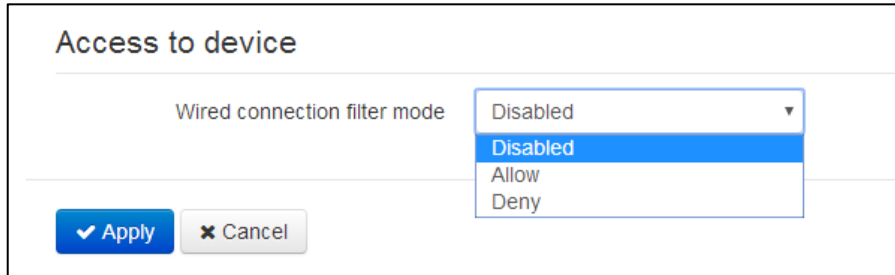 Access to device
Wired connection filter mode Disabled
Disabled
Allow
Deny
Apply Cancel